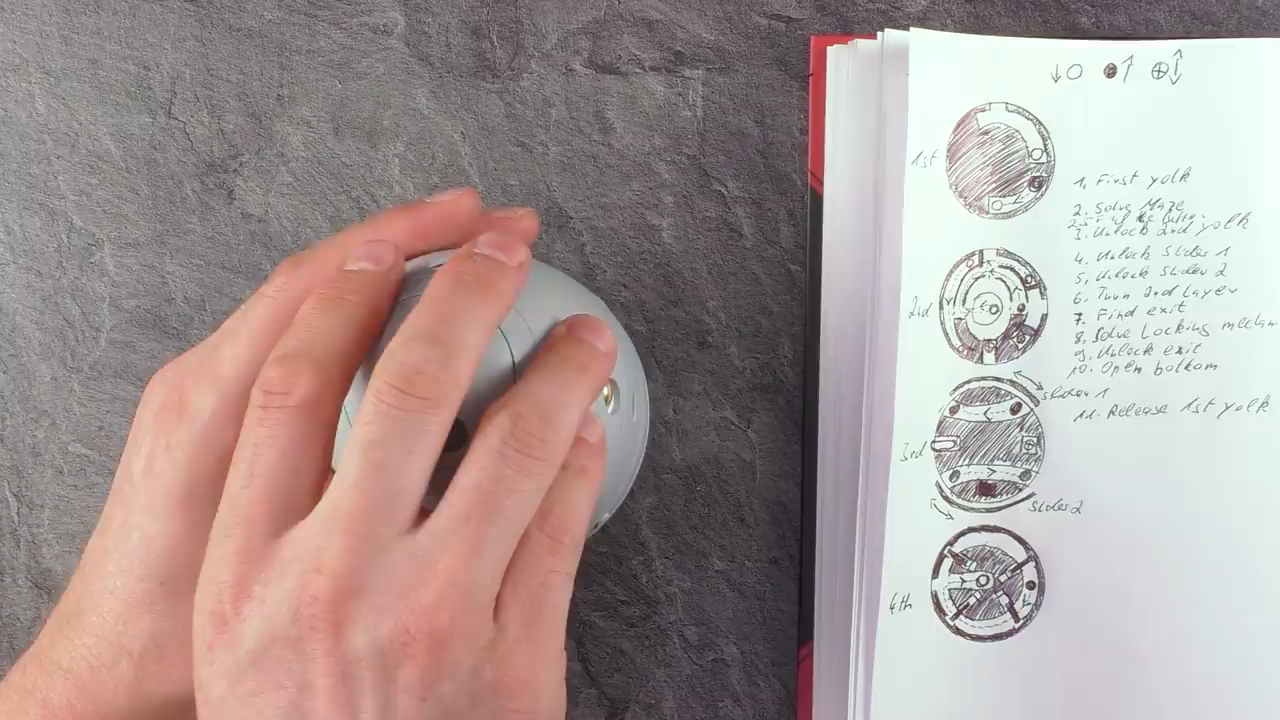 1st
1. First yolk
2. Solve Maze
3. Unlock 2nd yolk
4. Unlock Slider 1
5. Unlock Slider 2
6. Turn 2nd Layer
2nd
7. Find exit
8. Solve Locking mechan
9. Unlock exit
10. Open bottom
slider 1
11. Release 1st yolk
3rd
Slider 2
4th